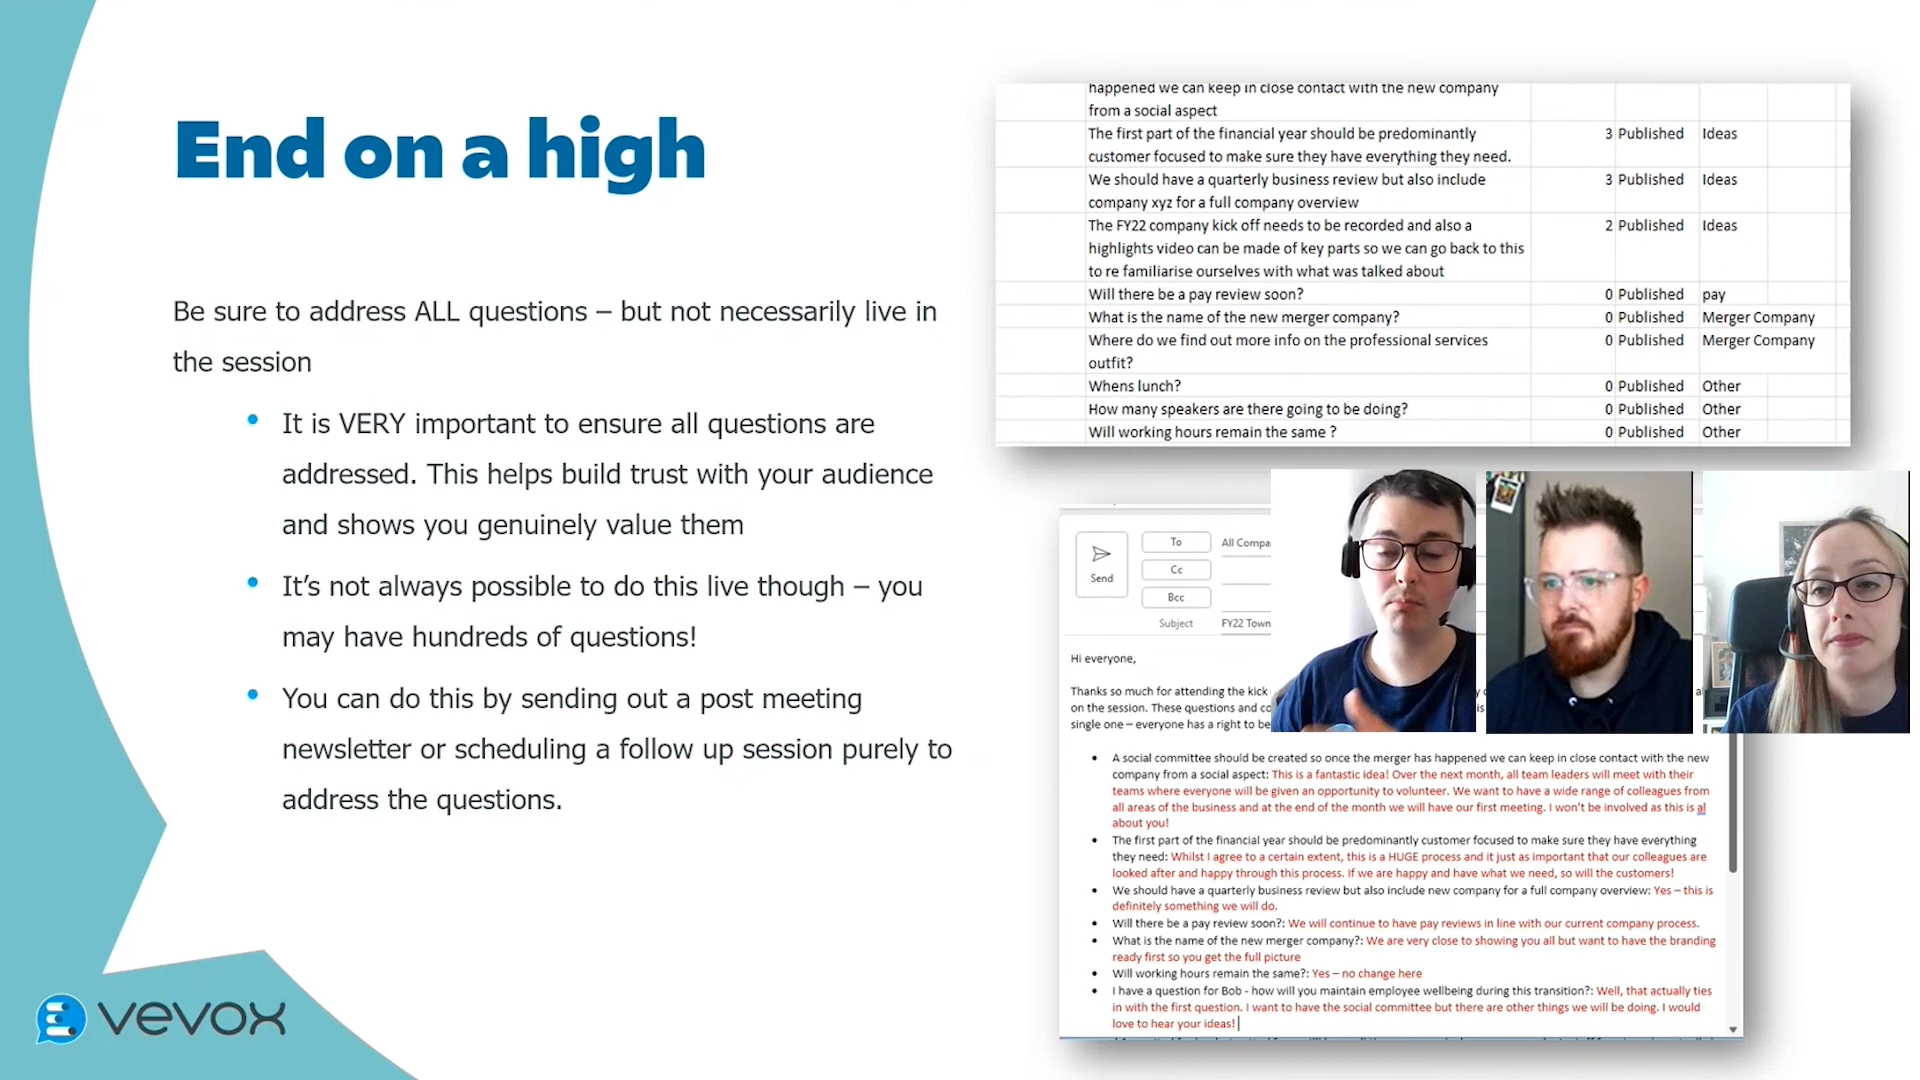 End on a high
Be sure to address ALL questions – but not necessarily live in
the session
• It is VERY important to ensure all questions are
addressed. This helps build trust with your audience
and shows you genuinely value them
• It’s not always possible to do this live though – you
may have hundreds of questions!
• You can do this by sending out a post meeting
newsletter or scheduling a follow up session purely to
address the questions.
vevox
happened we can keep in close contact with the new company
from a social aspect
The first part of the financial year should be predominantly 3 Published Ideas
customer focused to make sure they have everything they need.
We should have a quarterly business review but also include 3 Published Ideas
company xyz for a full company overview
The FY22 company kick off needs to be recorded and also a 2 Published Ideas
highlights video can be made of key parts so we can go back to this
to re familiarise ourselves with what was talked about
Will there be a pay review soon? 0 Published pay
What is the name of the new merger company? 0 Published Merger Company
Where do we find out more info on the professional services 0 Published Merger Company
outfit?
Whens lunch? 0 Published Other
How many speakers are there going to be doing? 0 Published Other
Will working hours remain the same ? 0 Published Other
Send
To All Compa
Cc
Bcc
Subject FY22 Town
Hi everyone,
Thanks so much for attending the kick
on the session. These questions and co
single one – everyone has a right to be
• A social committee should be created so once the merger has happened we can keep in close contact with the new
company from a social aspect: This is a fantastic idea! Over the next month, all team leaders will meet with their
teams where everyone will be given an opportunity to volunteer. We want to have a wide range of colleagues from
all areas of the business and at the end of the month we will have our first meeting. I won’t be involved as this is al
about you!
• The first part of the financial year should be predominantly customer focused to make sure they have everything
they need: Whilst I agree to a certain extent, this is a HUGE process and it just as important that our colleagues are
looked after and happy through this process. If we are happy and have what we need, so will the customers!
• We should have a quarterly business review but also include new company for a full company overview: Yes – this is
definitely something we will do.
• Will there be a pay review soon?: We will continue to have pay reviews in line with our current company process.
• What is the name of the new merger company?: We are very close to showing you all but want to have the branding
ready first so you get the full picture
• Will working hours remain the same?: Yes – no change here
• I have a question for Bob - how will you maintain employee wellbeing during this transition?: Well, that actually ties
in with the first question. I want to have the social committee but there are other things we will be doing. I would
love to hear your ideas!